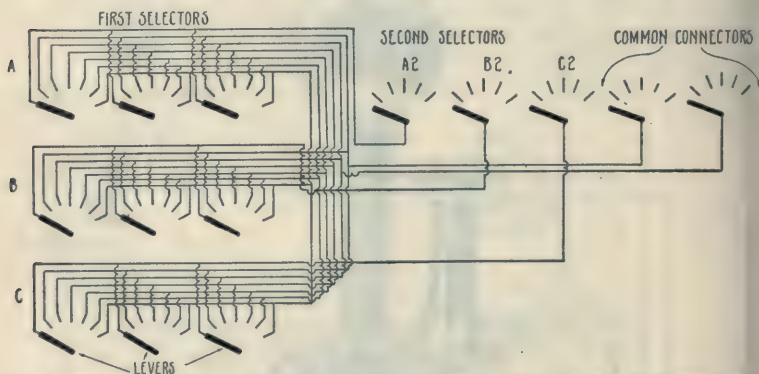 FIRST SELECTORS
SECOND SELECTORS
COMMON CONNECTORS
A2
B2.
C2
A
B
C
LEVERS